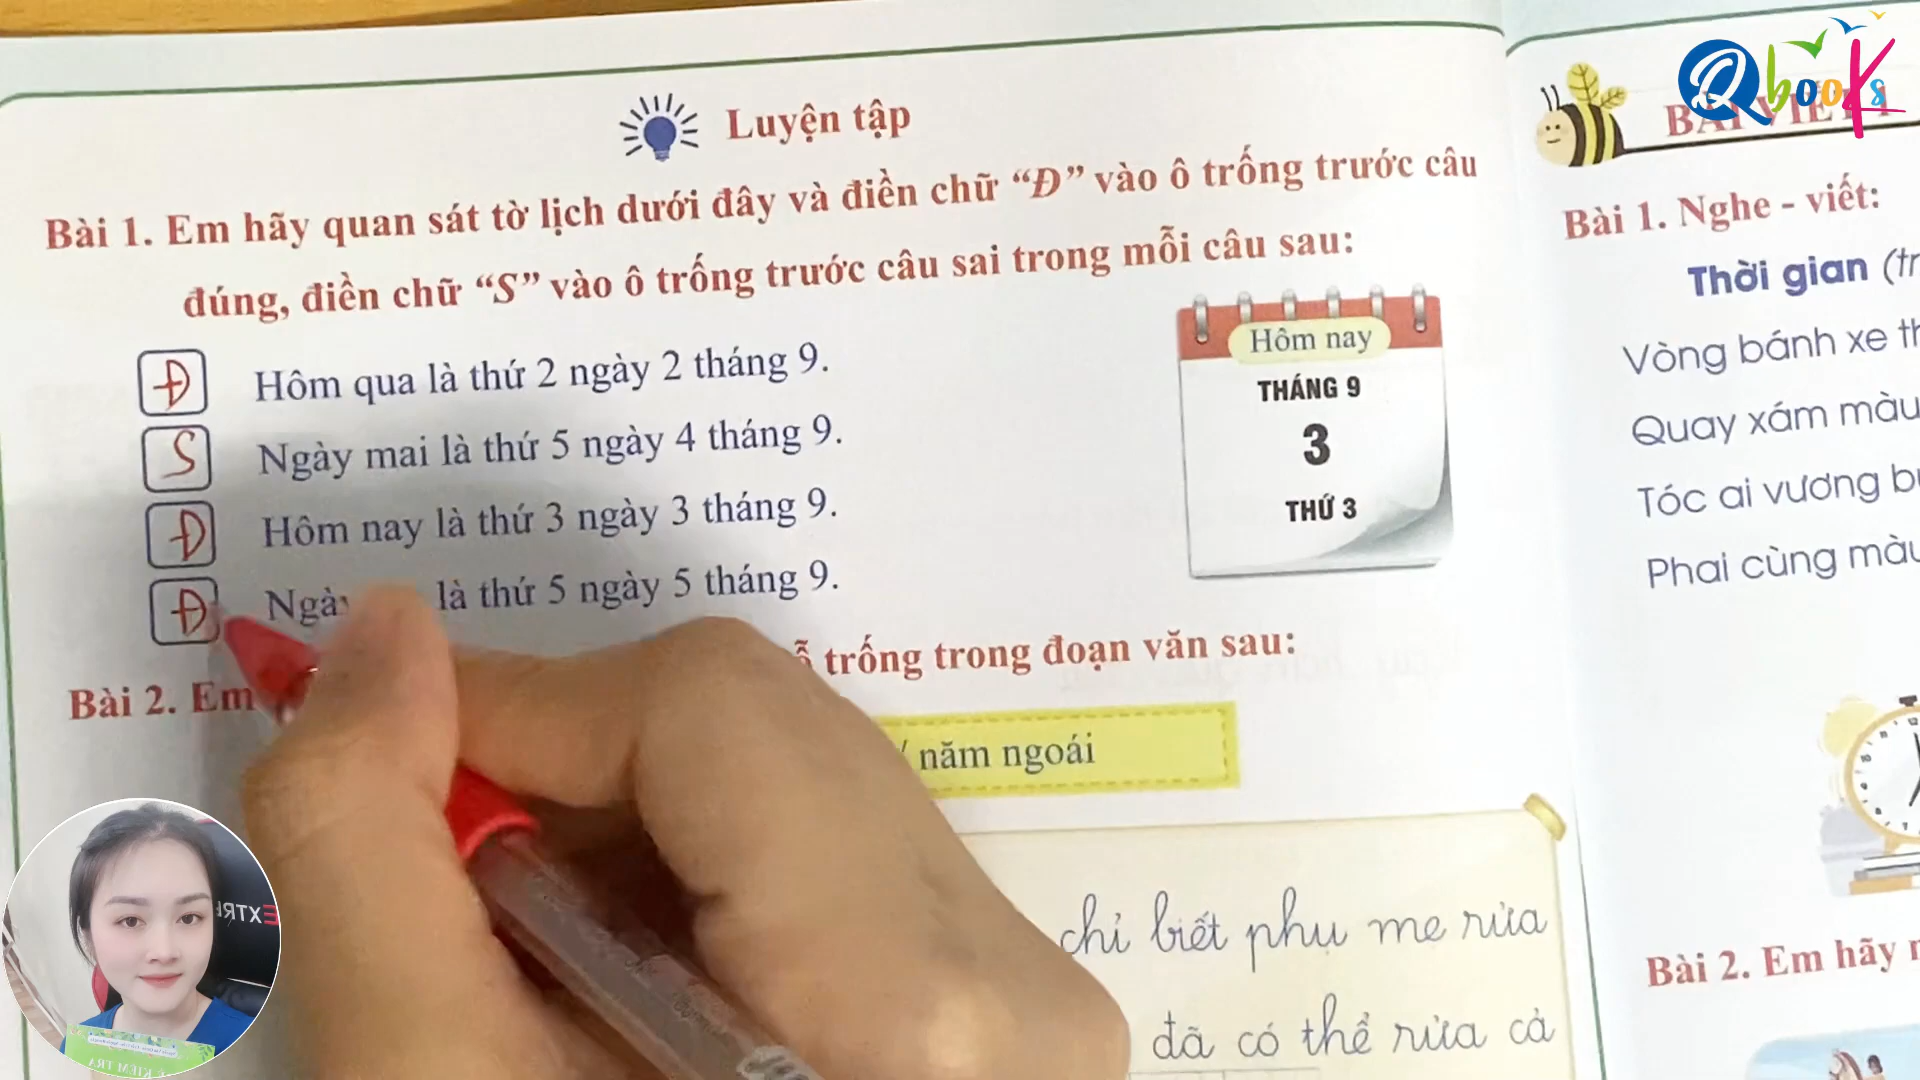 Qbooks
Luyện tập
Bài 1. Em hãy quan sát tờ lịch dưới đây và điền chữ “Đ” vào ô trống trước câu
đúng, điền chữ “S” vào ô trống trước câu sai trong mỗi câu sau:
Đ Hôm qua là thứ 2 ngày 2 tháng 9.
S Ngày mai là thứ 5 ngày 4 tháng 9.
Đ Hôm nay là thứ 3 ngày 3 tháng 9.
Đ Ngày là thứ 5 ngày 5 tháng 9.
Hôm nay
THÁNG 9
3
THỨ 3
Bài 2. Em trống trong đoạn văn sau:
/ năm ngoái
chỉ biết phụ mẹ rửa
đã có thể rửa cả
BÀI VIẾT 1
Bài 1. Nghe - viết:
Thời gian (tr
Vòng bánh xe th
Quay xám màu
Tóc ai vương
Phai cùng màu
Bài 2. Em hãy